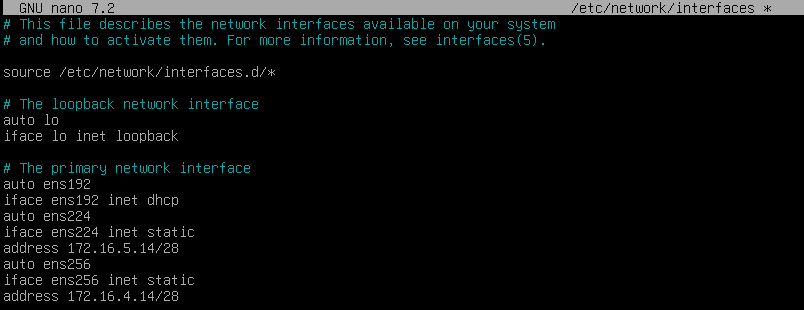 GNU nano 7.2 /etc/network/interfaces *
# This file describes the network interfaces available on your system
# and how to activate them. For more information, see interfaces(5).
source /etc/network/interfaces.d/*
# The loopback network interface
auto lo
iface lo inet loopback
# The primary network interface
auto ens192
iface ens192 inet dhcp
auto ens224
iface ens224 inet static
address 172.16.5.14/28
auto ens256
iface ens256 inet static
address 172.16.4.14/28